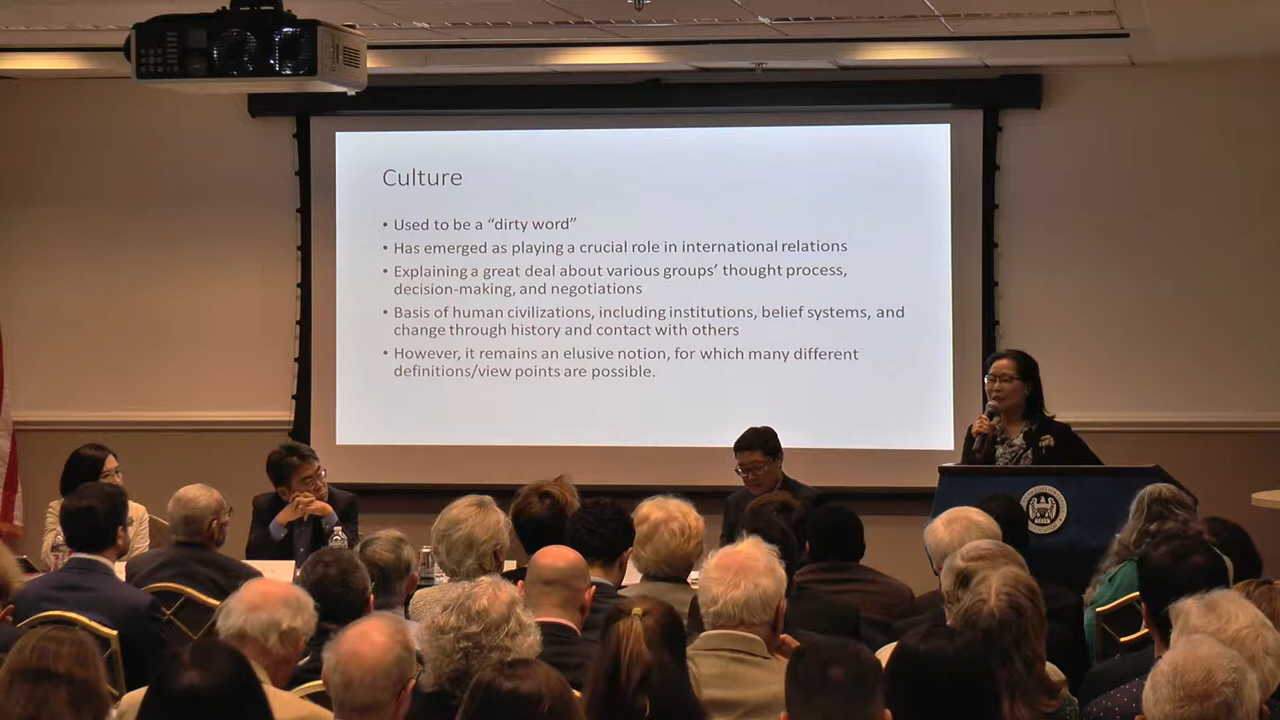 Culture
• Used to be a “dirty word”
• Has emerged as playing a crucial role in international relations
• Explaining a great deal about various groups’ thought process,
decision-making, and negotiations
• Basis of human civilizations, including institutions, belief systems, and
change through history and contact with others
• However, it remains an elusive notion, for which many different
definitions/view points are possible.